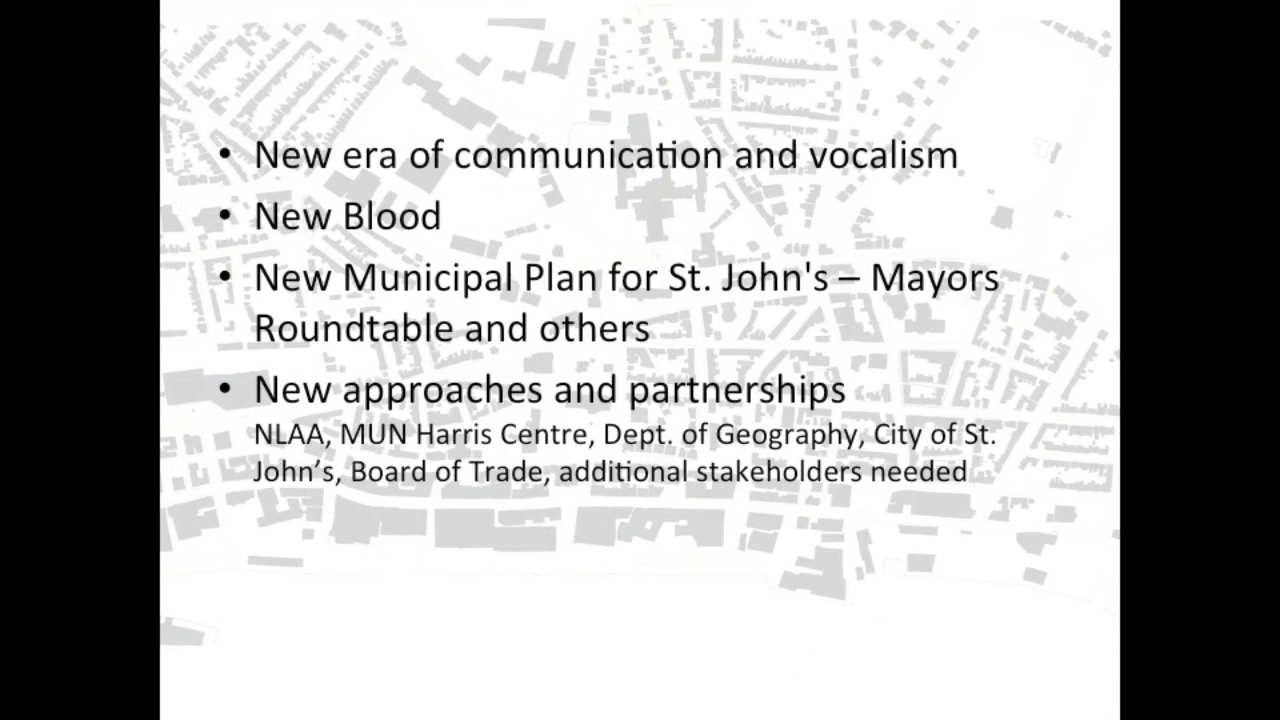 • New era of communication and vocalism
• New Blood
• New Municipal Plan for St. John's – Mayors
Roundtable and others
• New approaches and partnerships
NLAA, MUN Harris Centre, Dept. of Geography, City of St.
John’s, Board of Trade, additional stakeholders needed